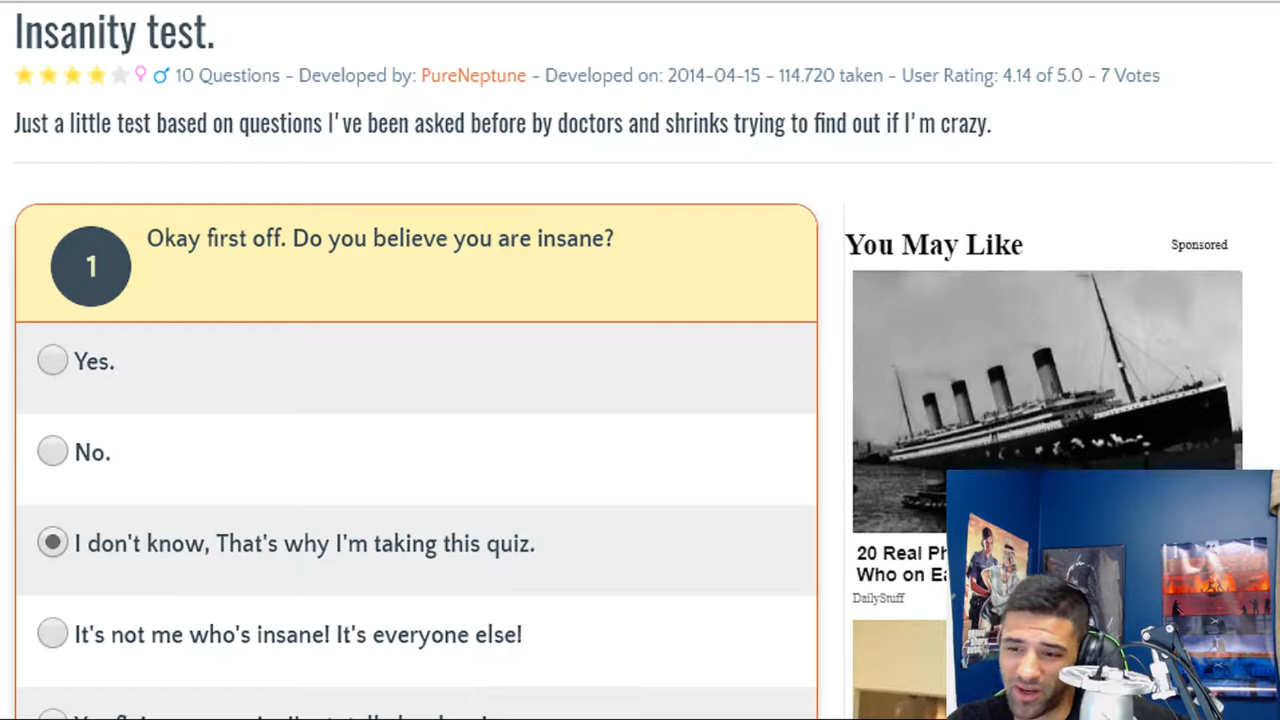 Insanity test.
10 Questions - Developed by: PureNeptune - Developed on: 2014-04-15 - 114.720 taken - User Rating: 4.14 of 5.0 - 7 Votes
Just a little test based on questions I've been asked before by doctors and shrinks trying to find out if I'm crazy.
1
Okay first off. Do you believe you are insane?
Yes.
No.
I don't know, That's why I'm taking this quiz.
It's not me who's insane! It's everyone else!
You May Like
Sponsored
20 Real
Who on
DailyStuff